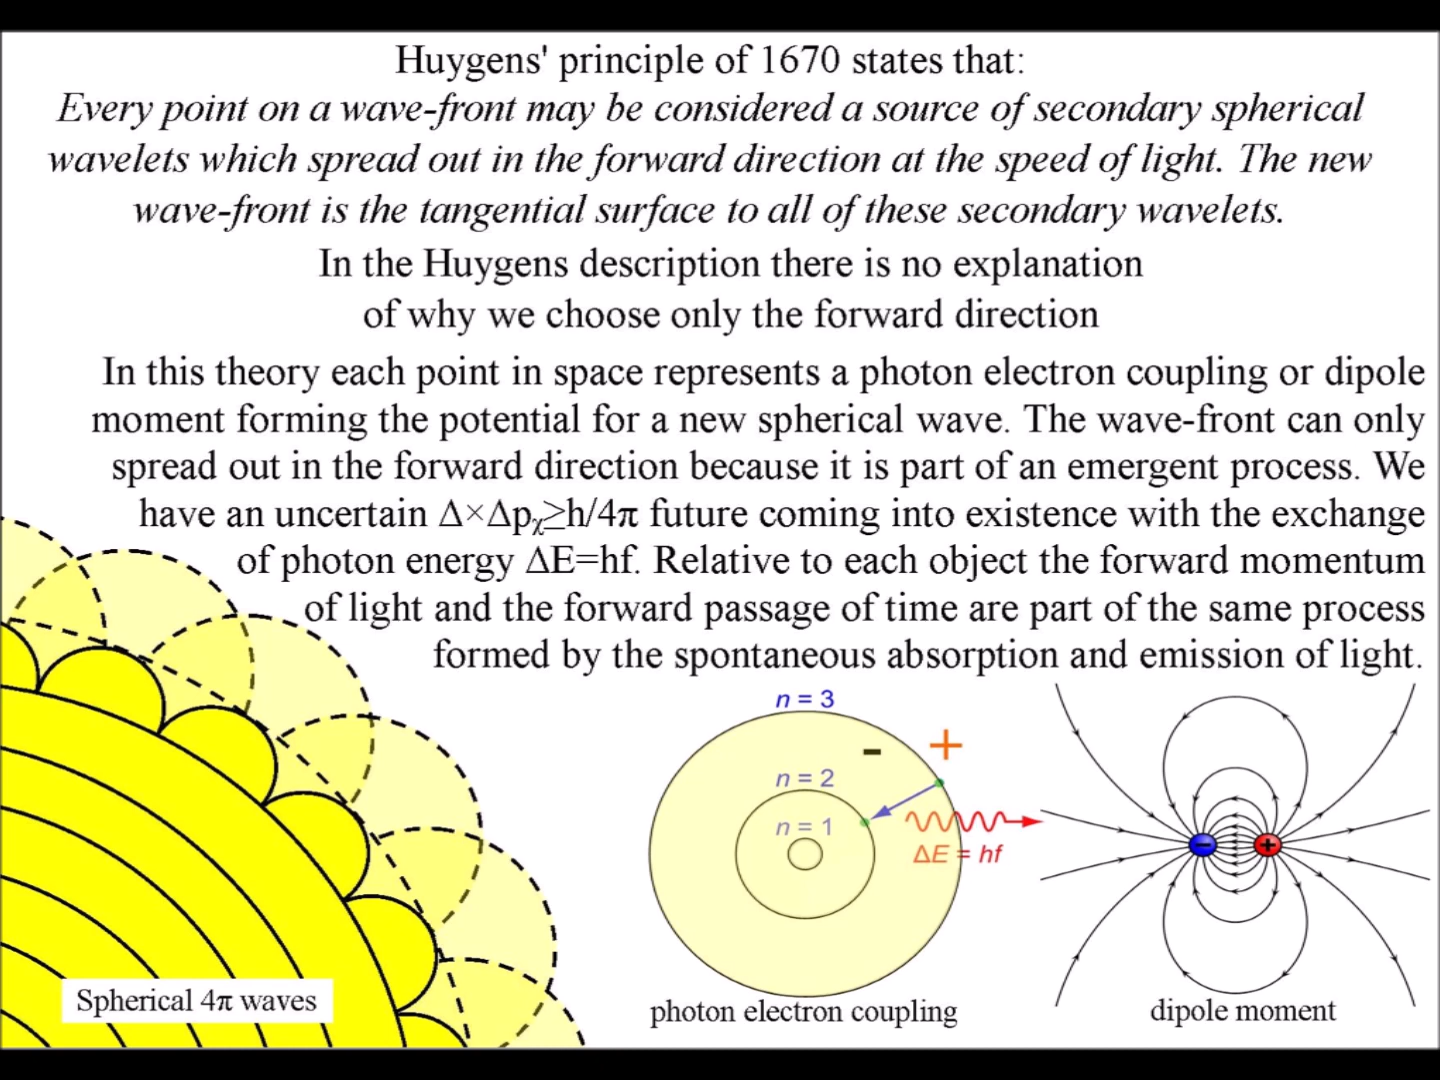 Huygens' principle of 1670 states that:
Every point on a wave-front may be considered a source of secondary spherical
wavelets which spread out in the forward direction at the speed of light. The new
wave-front is the tangential surface to all of these secondary wavelets.
In the Huygens description there is no explanation
of why we choose only the forward direction
In this theory each point in space represents a photon electron coupling or dipole
moment forming the potential for a new spherical wave. The wave-front can only
spread out in the forward direction because it is part of an emergent process. We
have an uncertain Δ×Δpᵪ≥h/4π future coming into existence with the exchange
of photon energy ΔE=hf. Relative to each object the forward momentum
of light and the forward passage of time are part of the same process
formed by the spontaneous absorption and emission of light.
n = 3
- +
n = 2
n = 1
ΔE = hf
- +
Spherical 4π waves
photon electron coupling
dipole moment